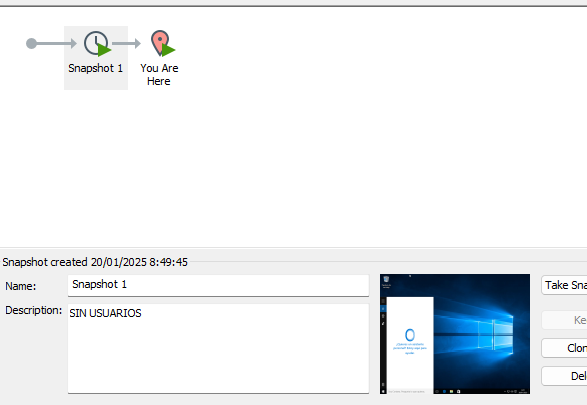 Snapshot 1
You Are
Here
Snapshot created 20/01/2025 8:49:45
Name:
Snapshot 1
Take Sna
Description:
SIN USUARIOS
Ke
Clon
Del